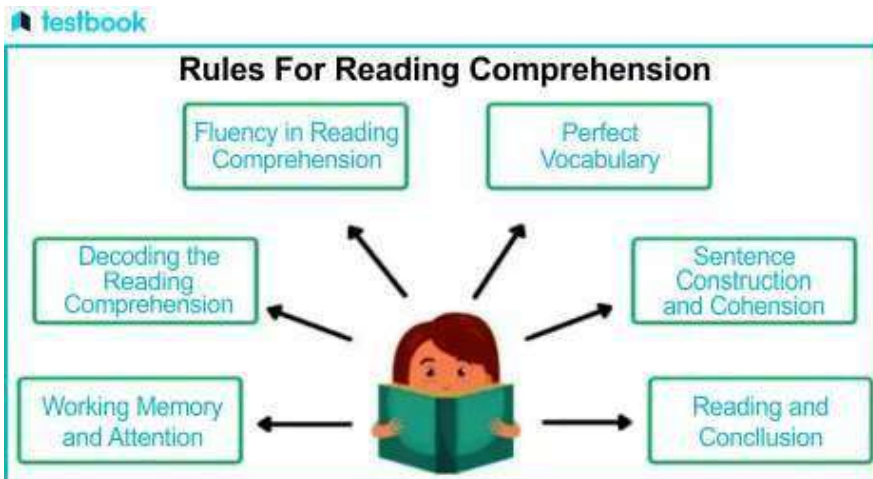 testbook
Rules For Reading Comprehension
Fluency in Reading
Comprehension
Perfect
Vocabulary
Decoding the
Reading
Comprehension
Sentence
Construction
and Cohension
Working Memory
and Attention
Reading and
Concllusion